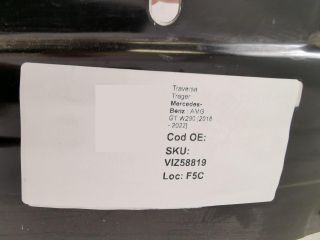 Traversa
Trager
Mercedes-
Benz : AMG
GT W290 [2018
- 2022]
Cod OE:
SKU:
VIZ58819
Loc: F5C